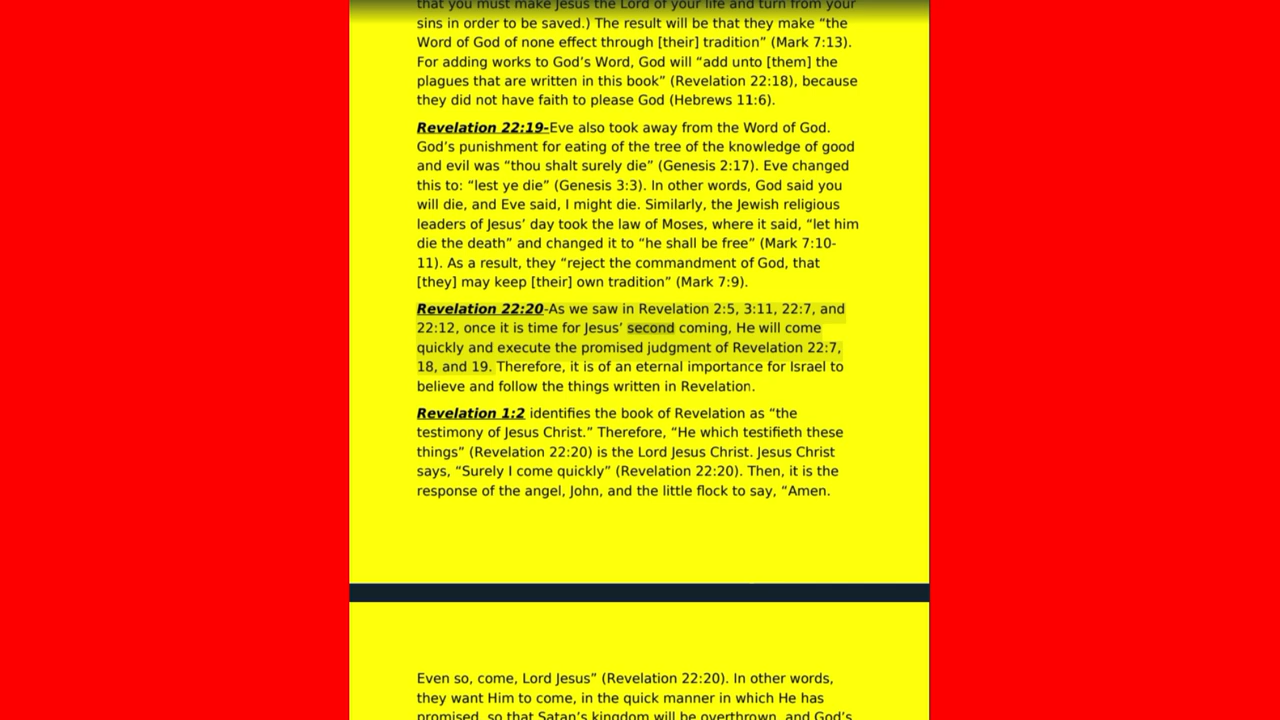 that you must make Jesus the Lord of your life and turn from your
sins in order to be saved.) The result will be that they make “the
Word of God of none effect through [their] tradition” (Mark 7:13).
For adding works to God’s Word, God will “add unto [them] the
plagues that are written in this book” (Revelation 22:18), because
they did not have faith to please God (Hebrews 11:6).
Revelation 22:19-Eve also took away from the Word of God.
God’s punishment for eating of the tree of the knowledge of good
and evil was “thou shalt surely die” (Genesis 2:17). Eve changed
this to: “lest ye die” (Genesis 3:3). In other words, God said you
will die, and Eve said, I might die. Similarly, the Jewish religious
leaders of Jesus’ day took the law of Moses, where it said, “let him
die the death” and changed it to “he shall be free” (Mark 7:10-
11). As a result, they “reject the commandment of God, that
[they] may keep [their] own tradition” (Mark 7:9).
Revelation 22:20-As we saw in Revelation 2:5, 3:11, 22:7, and
22:12, once it is time for Jesus’ second coming, He will come
quickly and execute the promised judgment of Revelation 22:7,
18, and 19. Therefore, it is of an eternal importance for Israel to
believe and follow the things written in Revelation.
Revelation 1:2 identifies the book of Revelation as “the
testimony of Jesus Christ.” Therefore, “He which testifieth these
things” (Revelation 22:20) is the Lord Jesus Christ. Jesus Christ
says, “Surely I come quickly” (Revelation 22:20). Then, it is the
response of the angel, John, and the little flock to say, “Amen.
Even so, come, Lord Jesus” (Revelation 22:20). In other words,
they want Him to come, in the quick manner in which He has
promised, so that Satan’s kingdom will be overthrown, and God’s